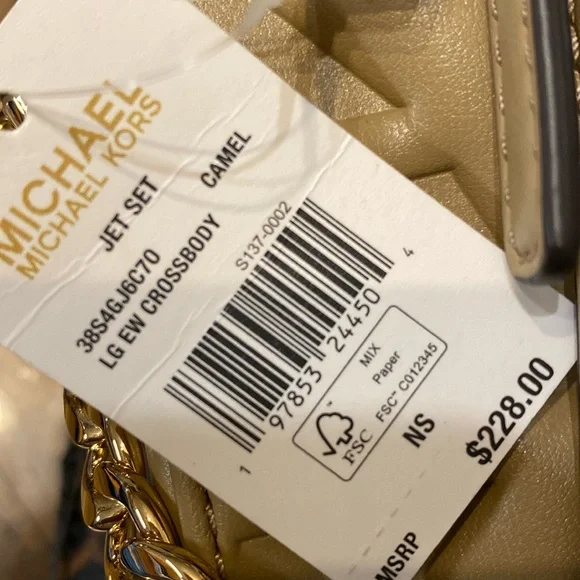 MICHAEL
MICHAEL KORS
JET SET
38S4GJ6C70
LG EW CROSSBODY
CAMEL
S137-0002
1 97853 24450 4
FSC
MIX
Paper
FSC™ C012345
NS
MSRP
$228.00